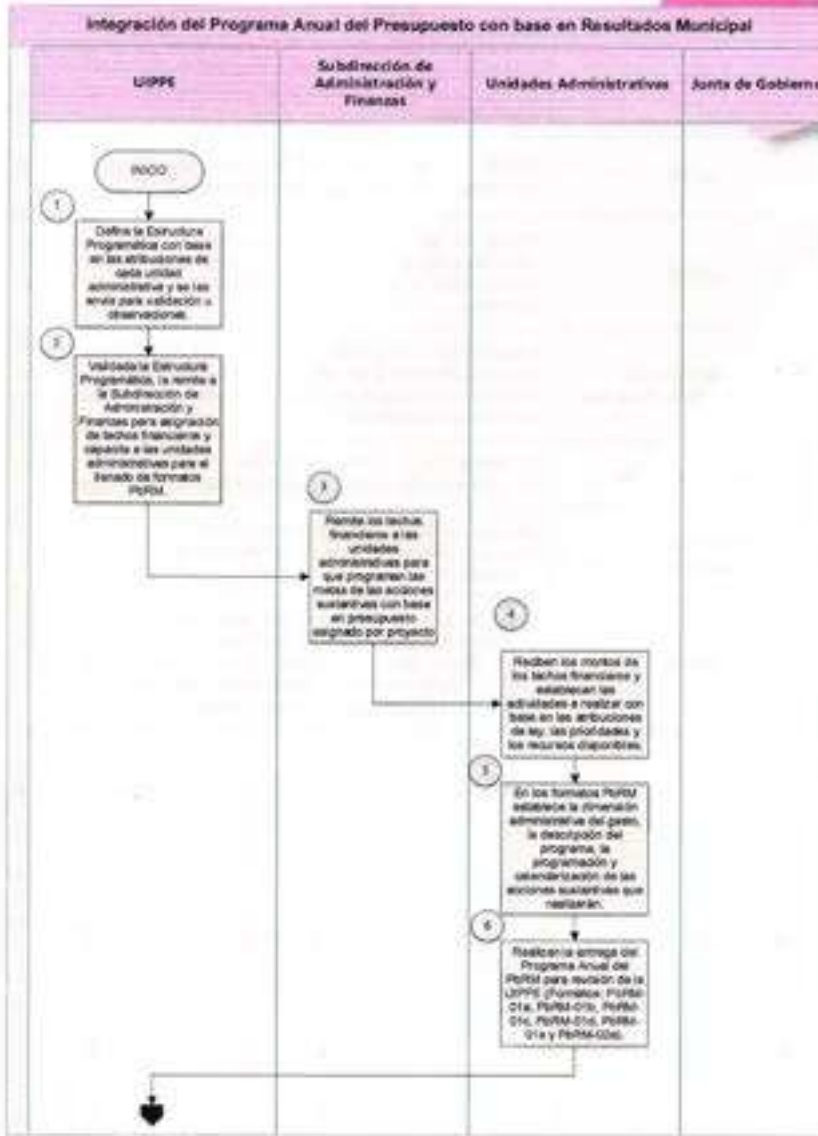 Integración del Programa Anual del Presupuesto con base en Resultados Municipal
UIPPE
Subdirección de
Administración y
Finanzas
Unidades Administrativas
Junta de Gobierno
INICIO
1
Define la Estructura
Programática con base
en las atribuciones de
cada unidad
administrativa y se las
envía para validación u
observaciones.
2
Validada la Estructura
Programática, la remite a
la Subdirección de
Administración y
Finanzas para asignación
de techos financieros y
capacita a las unidades
administrativas para el
llenado de formatos
PbRM.
3
Remite los techos
financieros a las
unidades
administrativas para
que programen las
metas de las acciones
sustantivas con base
en presupuesto
asignado por proyecto
4
Reciben los montos de
los techos financieros y
establecen las
actividades a realizar con
base en las atribuciones
de ley, las prioridades y
los recursos disponibles.
5
En los formatos PbRM
establece la dimensión
administrativa del gasto,
la descripción del
programa, la
programación y
calendarización de las
acciones sustantivas que
realizarán.
6
Realizan la entrega del
Programa Anual del
PbRM para revisión de la
UIPPE (Formatos: PbRM-
01a, PbRM-01b, PbRM-
01c, PbRM-01d, PbRM-
01e y PbRM-02a).